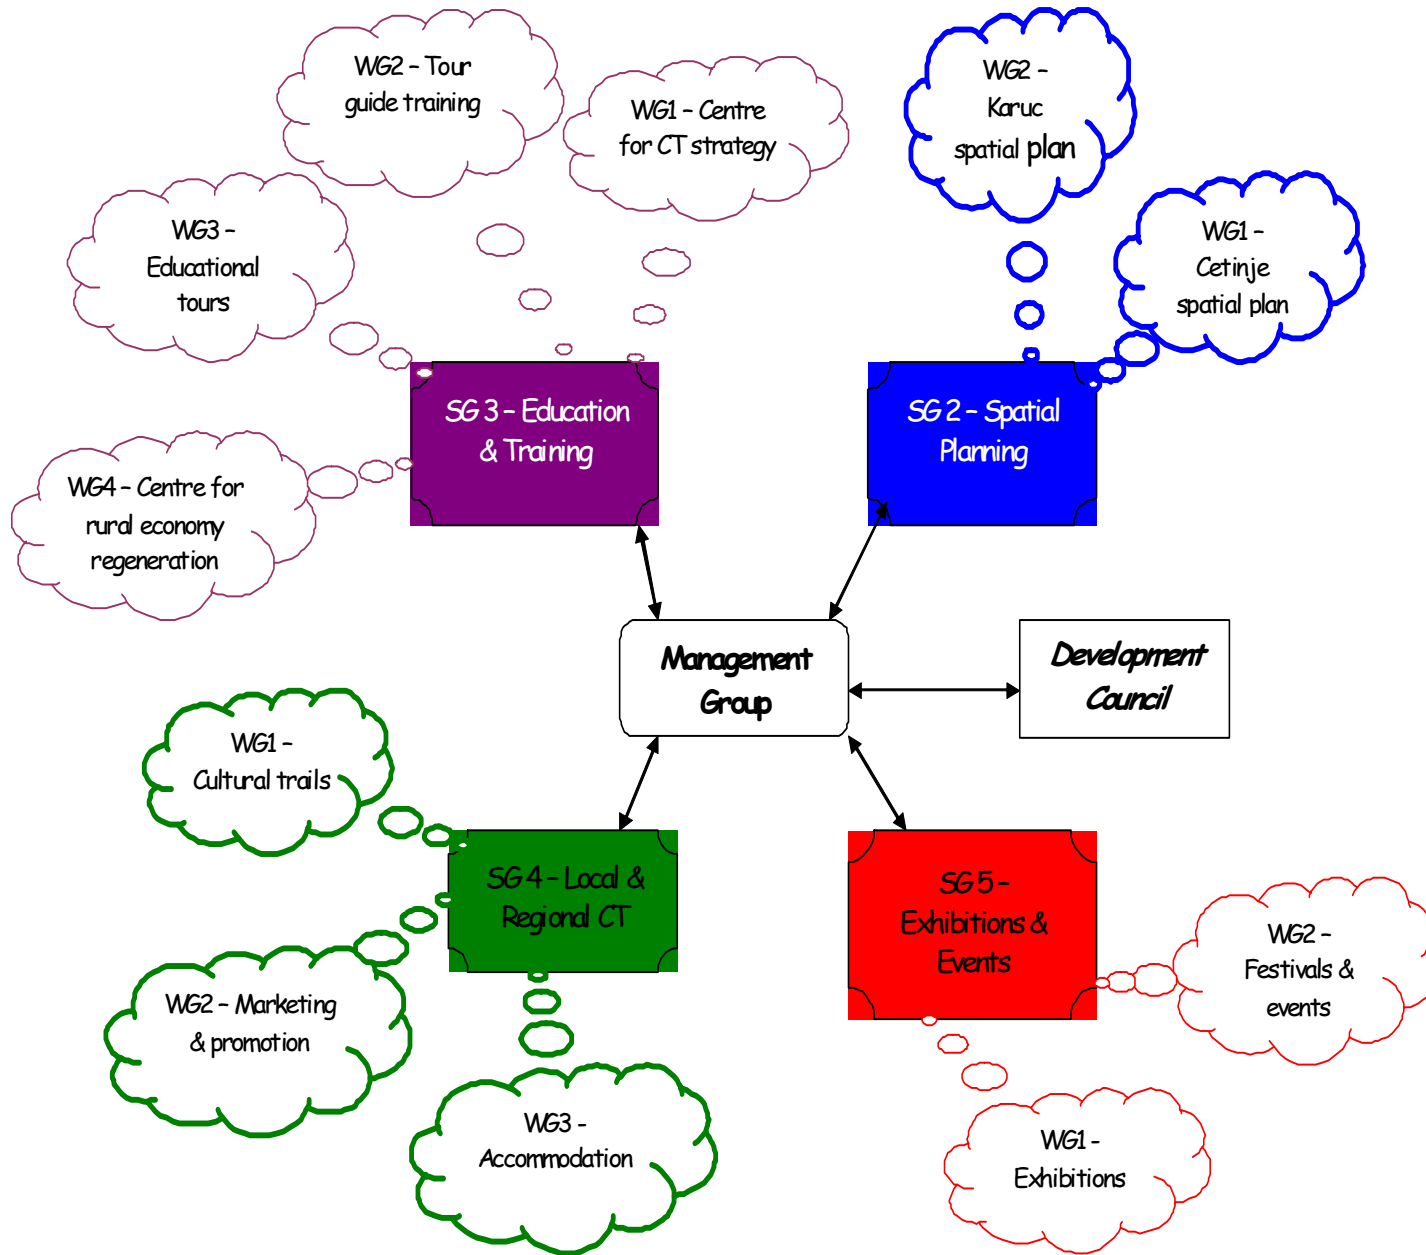 WG2 – Tour
guide training
WG1 – Centre
for CT strategy
WG2 –
Karuc
spatial plan
WG3 –
Educational
tours
WG1 –
Cetinje
spatial plan
SG 3 – Education
& Training
SG 2 – Spatial
Planning
WG4 – Centre for
rural economy
regeneration
Management
Group
Development
Council
WG1 –
Cultural trails
SG 4 – Local &
Regional CT
SG 5 –
Exhibitions &
Events
WG2 –
Festivals &
events
WG2 – Marketing
& promotion
WG3 -
Accommodation
WG1 -
Exhibitions